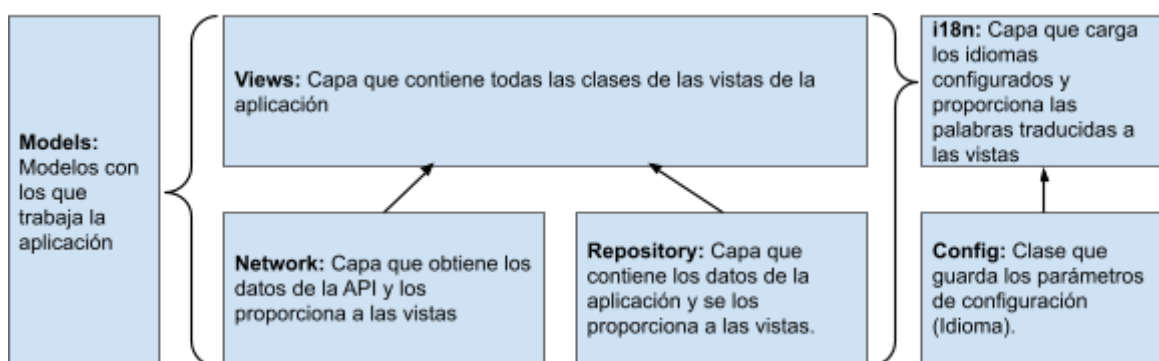 Models:
Modelos con
los que
trabaja la
aplicación
Views: Capa que contiene todas las clases de las vistas de la
aplicación
Network: Capa que obtiene los
datos de la API y los
proporciona a las vistas
Repository: Capa que
contiene los datos de la
aplicación y se los
proporciona a las vistas.
i18n: Capa que carga
los idiomas
configurados y
proporciona las
palabras traducidas a
las vistas
Config: Clase que
guarda los parámetros
de configuración
(Idioma).